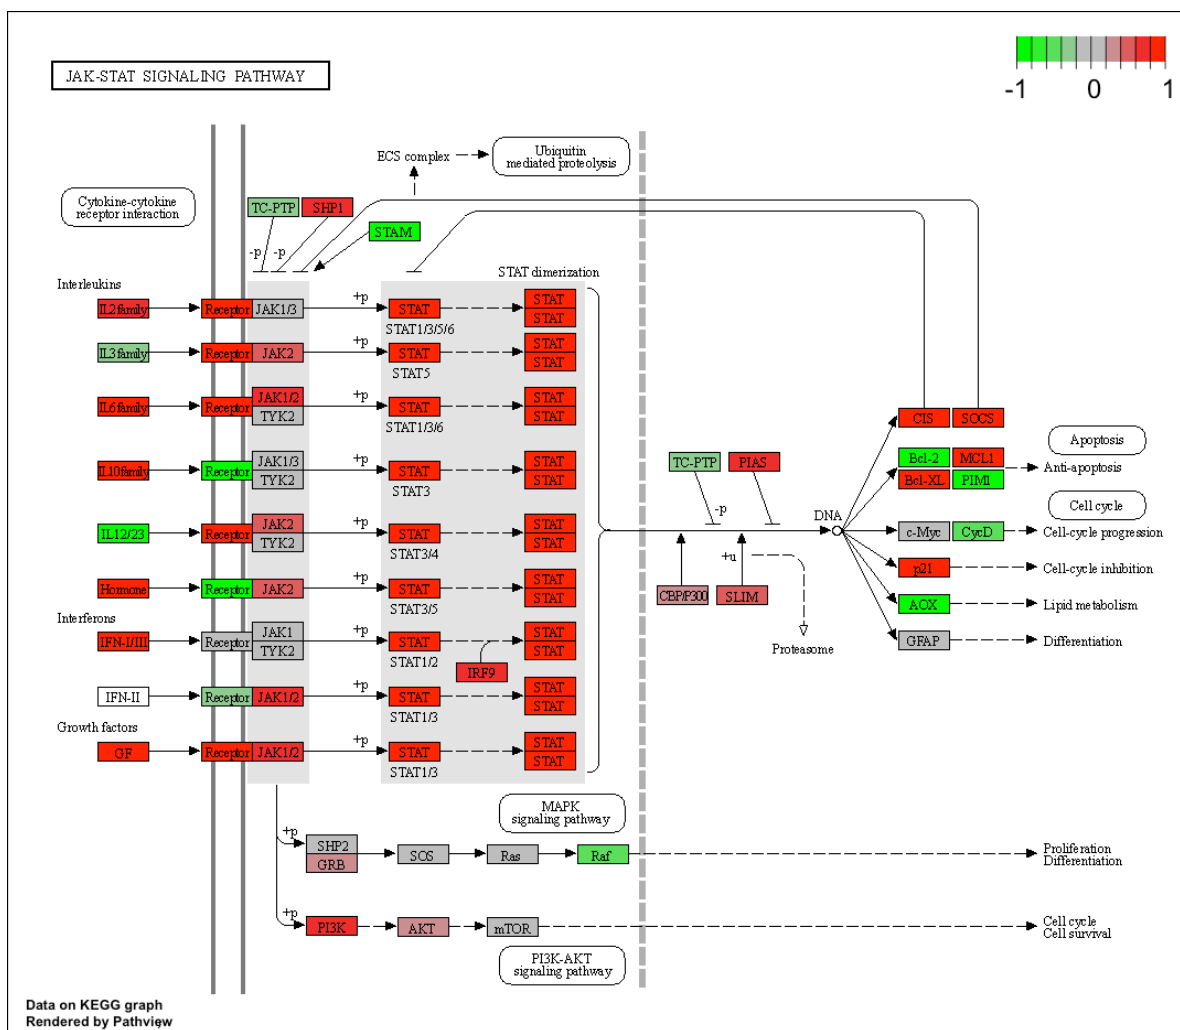 -1 0 1
JAK-STAT SIGNALING PATHWAY
Ubiquitin
mediated proteolysis
ECS complex
Cytokine-cytokine
receptor interaction
TC-PTP SHP1
STAM
-p -p
STAT dimerization
Interleukins
IL2family Receptor JAK1/3 +p STAT STAT
STAT
STAT1/3/5/6
IL3family Receptor JAK2 +p STAT STAT
STAT
STAT5
IL6family Receptor JAK1/2 +p STAT STAT
TYK2 STAT
STAT1/3/6
CIS SOCS
IL10family Receptor JAK1/3 +p STAT STAT
TYK2 STAT
STAT3
TC-PTP PIAS
-p
Bcl-2 MCL1
Bcl-XL PIM1
Apoptosis
Anti-apoptosis
Cell cycle
IL12/23 Receptor JAK2 +p STAT STAT
TYK2 STAT
STAT3/4
DNA
c-Myc CycD Cell-cycle progression
+u
p21 Cell-cycle inhibition
Hormone Receptor JAK2 +p STAT STAT
STAT
STAT3/5
CBP/P300 SLIM
AOX Lipid metabolism
Interferons
IFN-I/III Receptor JAK1 +p STAT STAT
TYK2 STAT
STAT1/2
IRF9
GFAP Differentiation
Proteasome
IFN-II Receptor JAK1/2 +p STAT STAT
STAT
STAT1/3
Growth factors
GF Receptor JAK1/2 +p STAT STAT
STAT
STAT1/3
MAPK
signaling pathway
+p
SHP2
GRB
SOS Ras Raf
Proliferation
Differentiation
+p
PI3K AKT mTOR
Cell cycle
Cell survival
PI3K-AKT
signaling pathway
Data on KEGG graph
Rendered by Pathview